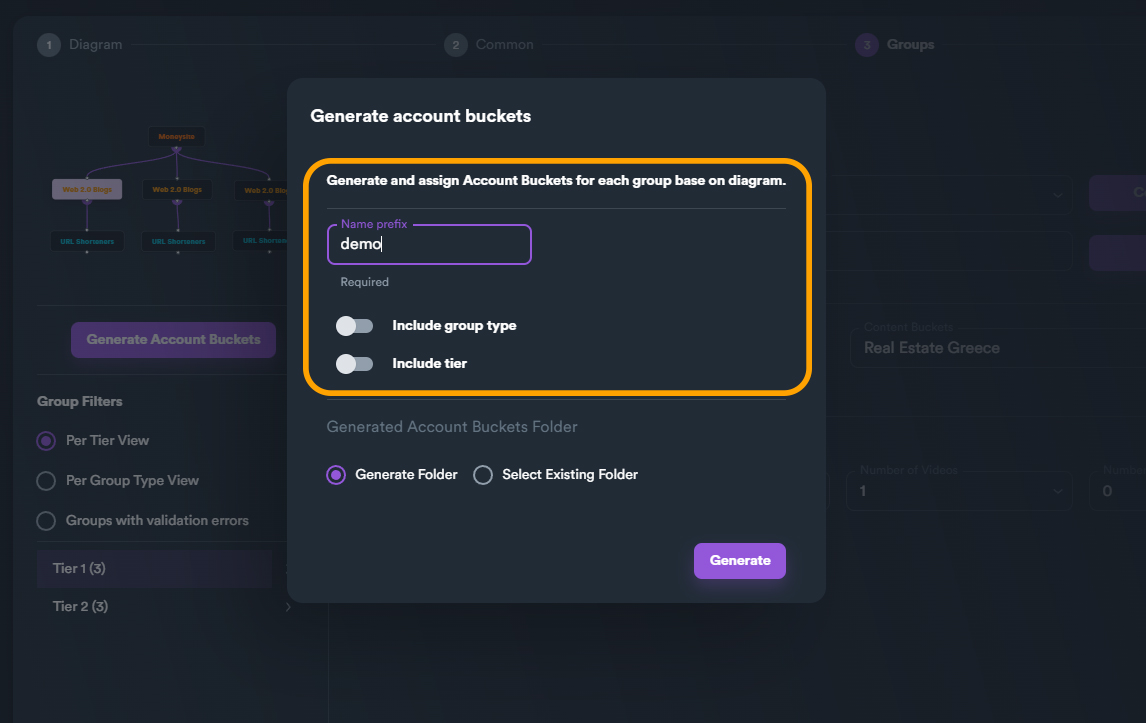 1 Diagram
2 Common
3 Groups
Generate account buckets
Moneysite
Web 2.0 Blogs
Web 2.0 Blogs
Web 2.0 Blo
URL Shorteners
URL Shorteners
URL Shorten
Generate and assign Account Buckets for each group base on diagram.
Name prefix
demo
Required
Include group type
Include tier
Generate Account Buckets
Content Buckets
Real Estate Greece
Group Filters
Per Tier View
Per Group Type View
Groups with validation errors
Generated Account Buckets Folder
Generate Folder
Select Existing Folder
Number of Videos
1
Number
0
Generate
Tier 1 (3)
Tier 2 (3)